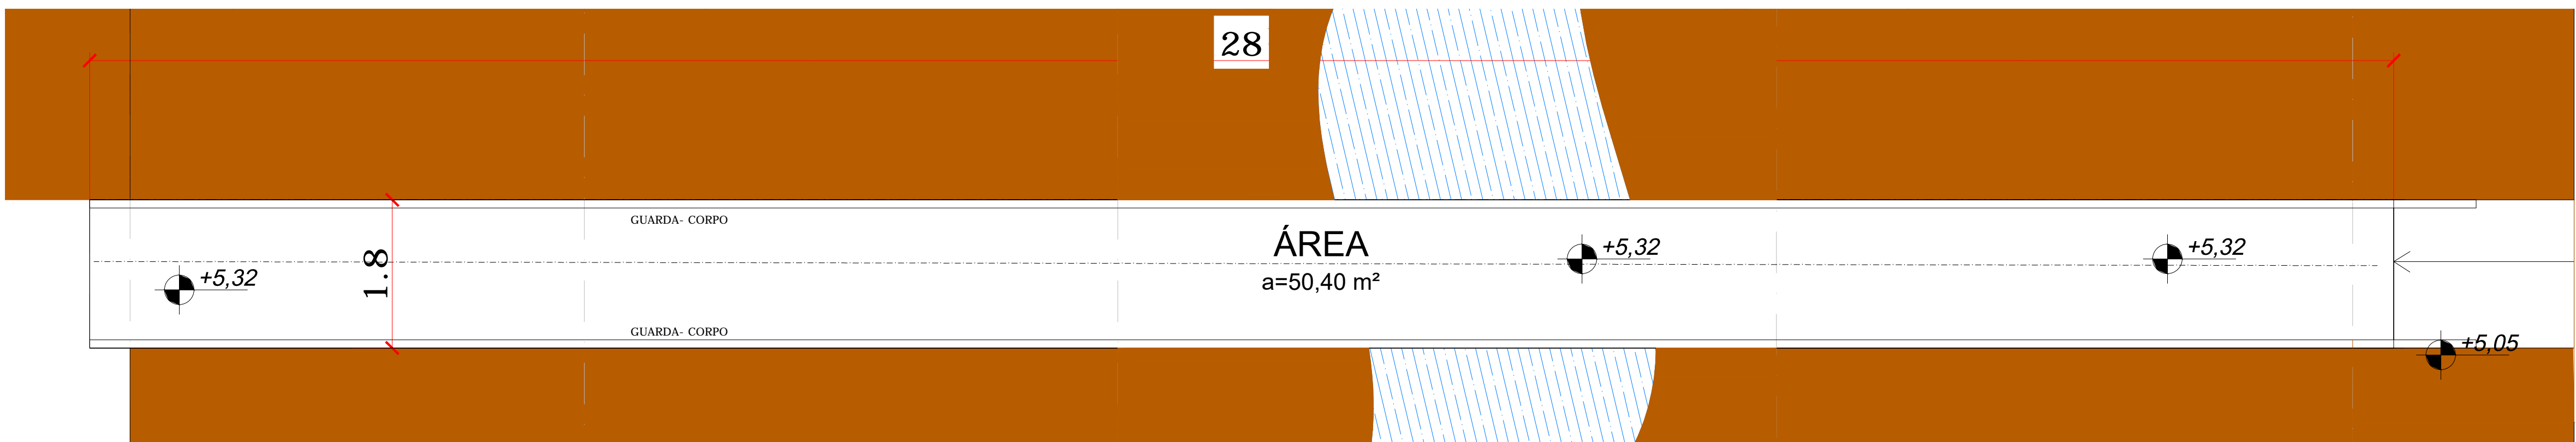 28
GUARDA- CORPO
ÁREA
a=50,40 m²
+5,32
+5,32
+5,32
1.8
GUARDA- CORPO
+5,05